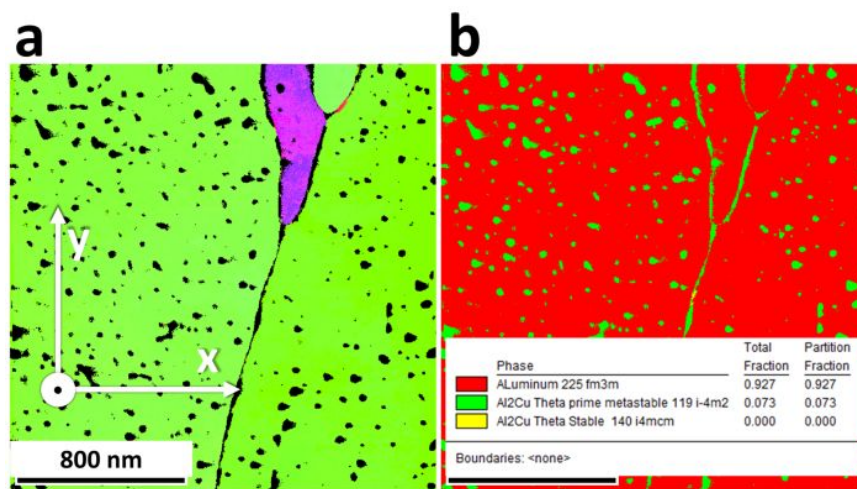 a
b
y
x
800 nm
Total Partition
Phase Fraction Fraction
ALuminum 225 fm3m 0.927 0.927
Al2Cu Theta prime metastable 119 i-4m2 0.073 0.073
Al2Cu Theta Stable 140 i4mcm 0.000 0.000
Boundaries: <none>